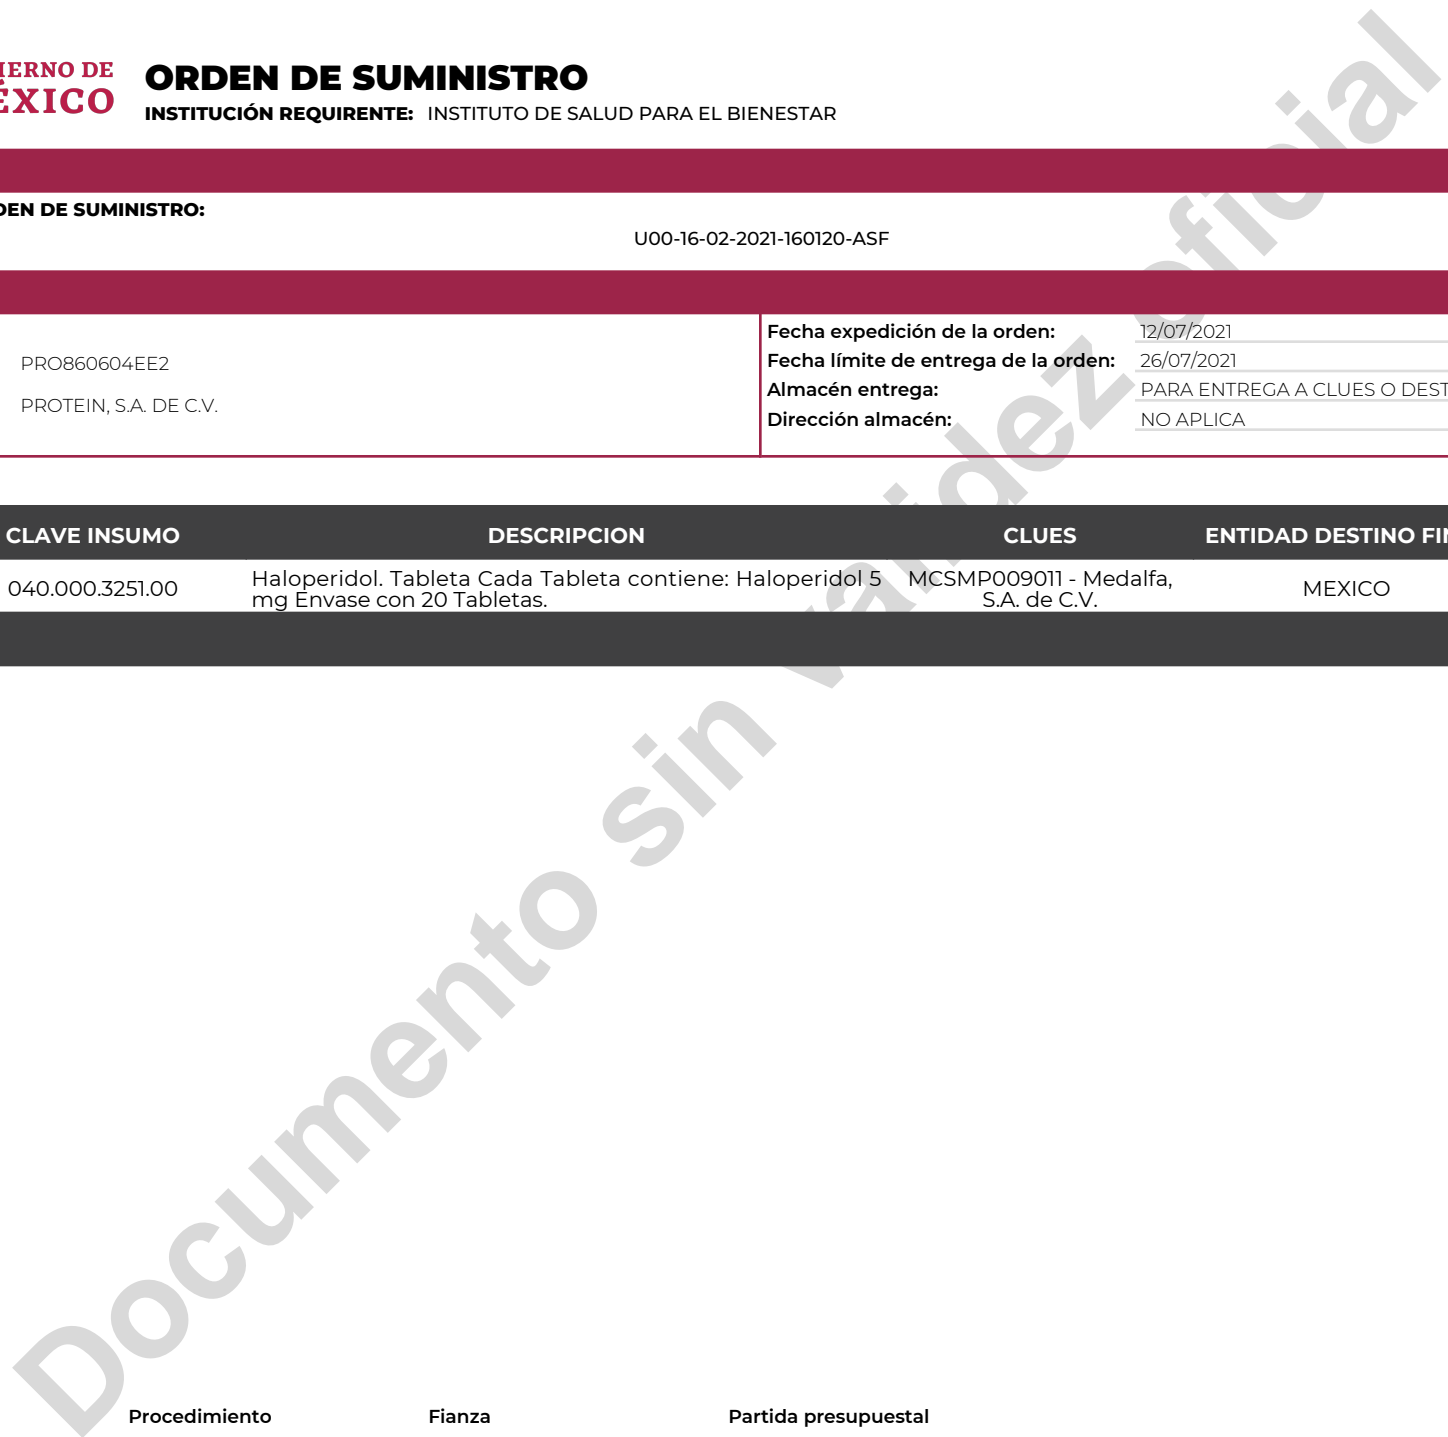 IERNO DE
ÉXICO
ORDEN DE SUMINISTRO
INSTITUCIÓN REQUIRENTE: INSTITUTO DE SALUD PARA EL BIENESTAR
DEN DE SUMINISTRO:
U00-16-02-2021-160120-ASF
PRO860604EE2
PROTEIN, S.A. DE C.V.
Fecha expedición de la orden: 12/07/2021
Fecha límite de entrega de la orden: 26/07/2021
Almacén entrega: PARA ENTREGA A CLUES O DEST
Dirección almacén: NO APLICA
CLAVE INSUMO DESCRIPCION CLUES ENTIDAD DESTINO FIN
040.000.3251.00 Haloperidol. Tableta Cada Tableta contiene: Haloperidol 5 MCSMP009011 - Medalfa, MEXICO
mg Envase con 20 Tabletas. S.A. de C.V.
Documento sin validez oficial
Procedimiento Fianza Partida presupuestal